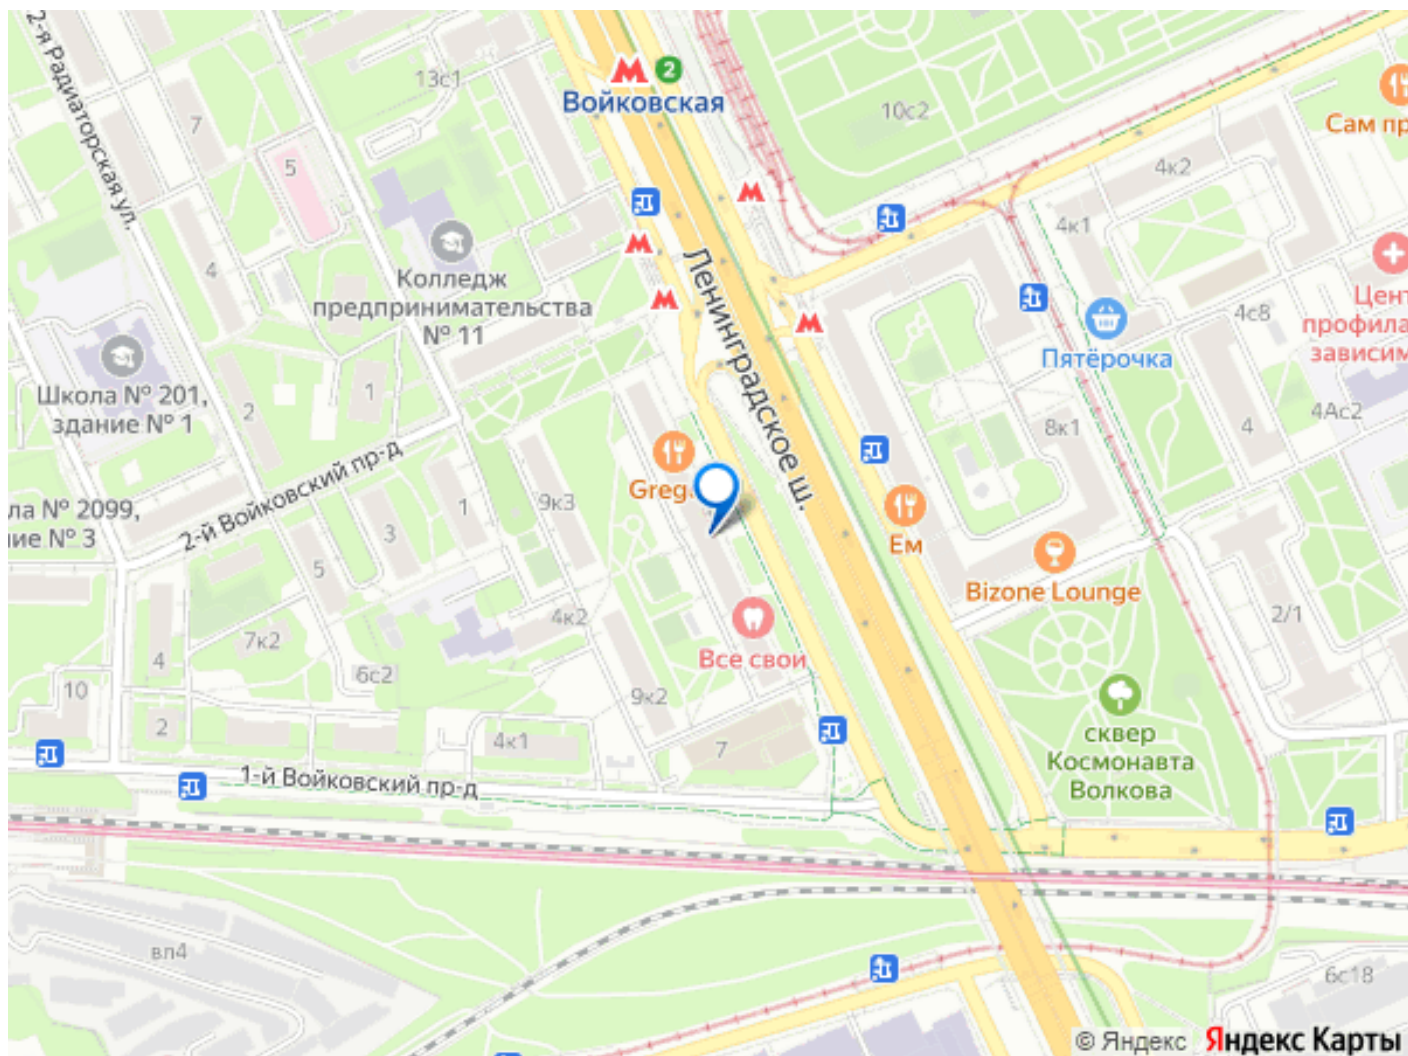 2-я Радиаторская ул.
13с1
2
Войковская
10с2
Сам пр
7
5
4к2
4
4к1
Колледж
предпринимательства
№ 11
Ленинградское ш.
Цент
профила
зависим
4с8
Пятёрочка
Школа № 201,
здание № 1
2
1
4Ас2
8к1
4
2-й Войковский пр-д
Grega
9к3
1
3
ла № 2099,
ие № 3
Ем
5
Bizone Lounge
2/1
7к2
4к2
4
6с2
Все свои
10
9к2
2
4к1
7
сквер
Космонавта
Волкова
1-й Войковский пр-д
вл4
6с18
© Яндекс Яндекс Карты